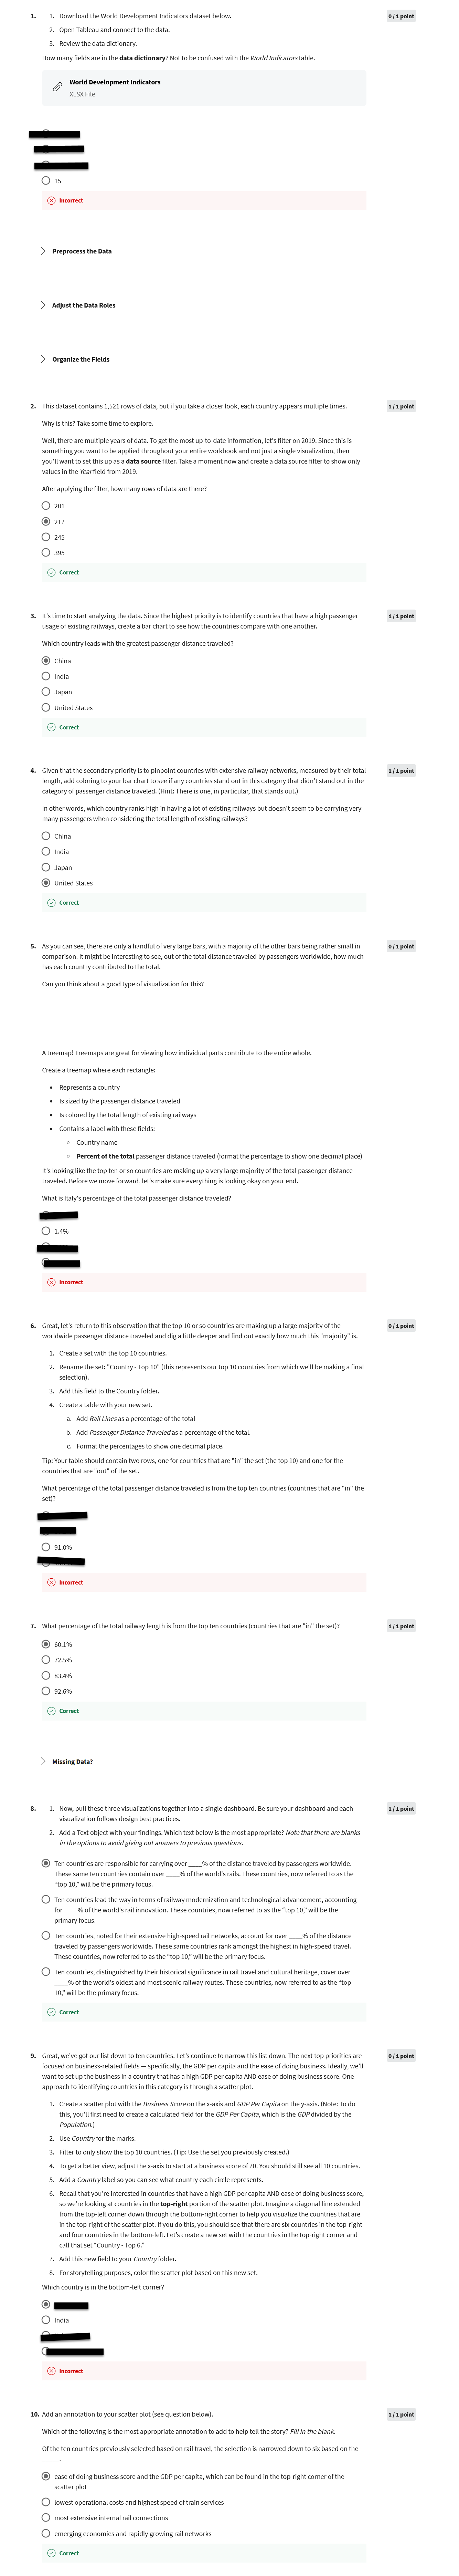 1. 1. Download the World Development Indicators dataset below.
0 / 1 point
2. Open Tableau and connect to the data.
3. Review the data dictionary.
How many fields are in the data dictionary? Not to be confused with the World Indicators table.
World Development Indicators
XLSX File
15
Incorrect
Preprocess the Data
Adjust the Data Roles
Organize the Fields
2. This dataset contains 1,521 rows of data, but if you take a closer look, each country appears multiple times.
1 / 1 point
Why is this? Take some time to explore.
Well, there are multiple years of data. To get the most up-to-date information, let's filter on 2019. Since this is
something you want to be applied throughout your entire workbook and not just a single visualization, then
you'll want to set this up as a data source filter. Take a moment now and create a data source filter to show only
values in the Year field from 2019.
After applying the filter, how many rows of data are there?
201
217
245
395
Correct
3. It's time to start analyzing the data. Since the highest priority is to identify countries that have a high passenger
1 / 1 point
usage of existing railways, create a bar chart to see how the countries compare with one another.
Which country leads with the greatest passenger distance traveled?
China
India
Japan
United States
Correct
4. Given that the secondary priority is to pinpoint countries with extensive railway networks, measured by their total
1 / 1 point
length, add coloring to your bar chart to see if any countries stand out in this category that didn't stand out in the
category of passenger distance traveled. (Hint: There is one, in particular, that stands out.)
In other words, which country ranks high in having a lot of existing railways but doesn't seem to be carrying very
many passengers when considering the total length of existing railways?
China
India
Japan
United States
Correct
5. As you can see, there are only a handful of very large bars, with a majority of the other bars being rather small in
0 / 1 point
comparison. It might be interesting to see, out of the total distance traveled by passengers worldwide, how much
has each country contributed to the total.
Can you think about a good type of visualization for this?
A treemap! Treemaps are great for viewing how individual parts contribute to the entire whole.
Create a treemap where each rectangle:
• Represents a country
• Is sized by the passenger distance traveled
• Is colored by the total length of existing railways
• Contains a label with these fields:
◦ Country name
◦ Percent of the total passenger distance traveled (format the percentage to show one decimal place)
It's looking like the top ten or so countries are making up a very large majority of the total passenger distance
traveled. Before we move forward, let's make sure everything is looking okay on your end.
What is Italy's percentage of the total passenger distance traveled?
1.4%
Incorrect
6. Great, let's return to this observation that the top 10 or so countries are making up a large majority of the
0 / 1 point
worldwide passenger distance traveled and dig a little deeper and find out exactly how much this "majority" is.
1. Create a set with the top 10 countries.
2. Rename the set: "Country - Top 10" (this represents our top 10 countries from which we'll be making a final
selection).
3. Add this field to the Country folder.
4. Create a table with your new set.
a. Add Rail Lines as a percentage of the total
b. Add Passenger Distance Traveled as a percentage of the total.
c. Format the percentages to show one decimal place.
Tip: Your table should contain two rows, one for countries that are "in" the set (the top 10) and one for the
countries that are "out" of the set.
What percentage of the total passenger distance traveled is from the top ten countries (countries that are "in" the
set)?
91.0%
Incorrect
7. What percentage of the total railway length is from the top ten countries (countries that are "in" the set)?
1 / 1 point
60.1%
72.5%
83.4%
92.6%
Correct
Missing Data?
8. 1. Now, pull these three visualizations together into a single dashboard. Be sure your dashboard and each
1 / 1 point
visualization follows design best practices.
2. Add a Text object with your findings. Which text below is the most appropriate? Note that there are blanks
in the options to avoid giving out answers to previous questions.
Ten countries are responsible for carrying over ____% of the distance traveled by passengers worldwide.
These same ten countries contain over ____% of the world's rails. These countries, now referred to as the
"top 10," will be the primary focus.
Ten countries lead the way in terms of railway modernization and technological advancement, accounting
for ____% of the world's rail innovation. These countries, now referred to as the "top 10," will be the
primary focus.
Ten countries, noted for their extensive high-speed rail networks, account for over ____% of the distance
traveled by passengers worldwide. These same countries rank amongst the highest in high-speed travel.
These countries, now referred to as the "top 10," will be the primary focus.
Ten countries, distinguished by their historical significance in rail travel and cultural heritage, cover over
____% of the world's oldest and most scenic railway routes. These countries, now referred to as the "top
10," will be the primary focus.
Correct
9. Great, we've got our list down to ten countries. Let's continue to narrow this list down. The next top priorities are
0 / 1 point
focused on business-related fields — specifically, the GDP per capita and the ease of doing business. Ideally, we'll
want to set up the business in a country that has a high GDP per capita AND ease of doing business score. One
approach to identifying countries in this category is through a scatter plot.
1. Create a scatter plot with the Business Score on the x-axis and GDP Per Capita on the y-axis. (Note: To do
this, you'll first need to create a calculated field for the GDP Per Capita, which is the GDP divided by the
Population.)
2. Use Country for the marks.
3. Filter to only show the top 10 countries. (Tip: Use the set you previously created.)
4. To get a better view, adjust the x-axis to start at a business score of 70. You should still see all 10 countries.
5. Add a Country label so you can see what country each circle represents.
6. Recall that you're interested in countries that have a high GDP per capita AND ease of doing business score,
so we're looking at countries in the top-right portion of the scatter plot. Imagine a diagonal line extended
from the top-left corner down through the bottom-right corner to help you visualize the countries that are
in the top-right of the scatter plot. If you do this, you should see that there are six countries in the top-right
and four countries in the bottom-left. Let's create a new set with the countries in the top-right corner and
call that set "Country - Top 6."
7. Add this new field to your Country folder.
8. For storytelling purposes, color the scatter plot based on this new set.
Which country is in the bottom-left corner?
India
Incorrect
10. Add an annotation to your scatter plot (see question below).
1 / 1 point
Which of the following is the most appropriate annotation to add to help tell the story? Fill in the blank.
Of the ten countries previously selected based on rail travel, the selection is narrowed down to six based on the
_____.
ease of doing business score and the GDP per capita, which can be found in the top-right corner of the
scatter plot
lowest operational costs and highest speed of train services
most extensive internal rail connections
emerging economies and rapidly growing rail networks
Correct